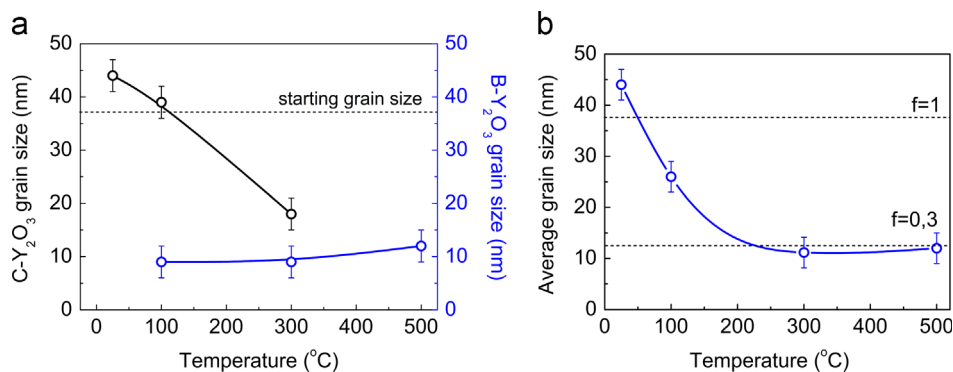 a
50
40
30
20
10
0
C-Y₂O₃ grain size (nm)
starting grain size
50
40
30
20
10
0
B-Y₂O₃ grain size (nm)
0 100 200 300 400 500
Temperature (°C)
b
50
40
30
20
10
0
Average grain size (nm)
f=1
f=0,3
0 100 200 300 400 500
Temperature (°C)